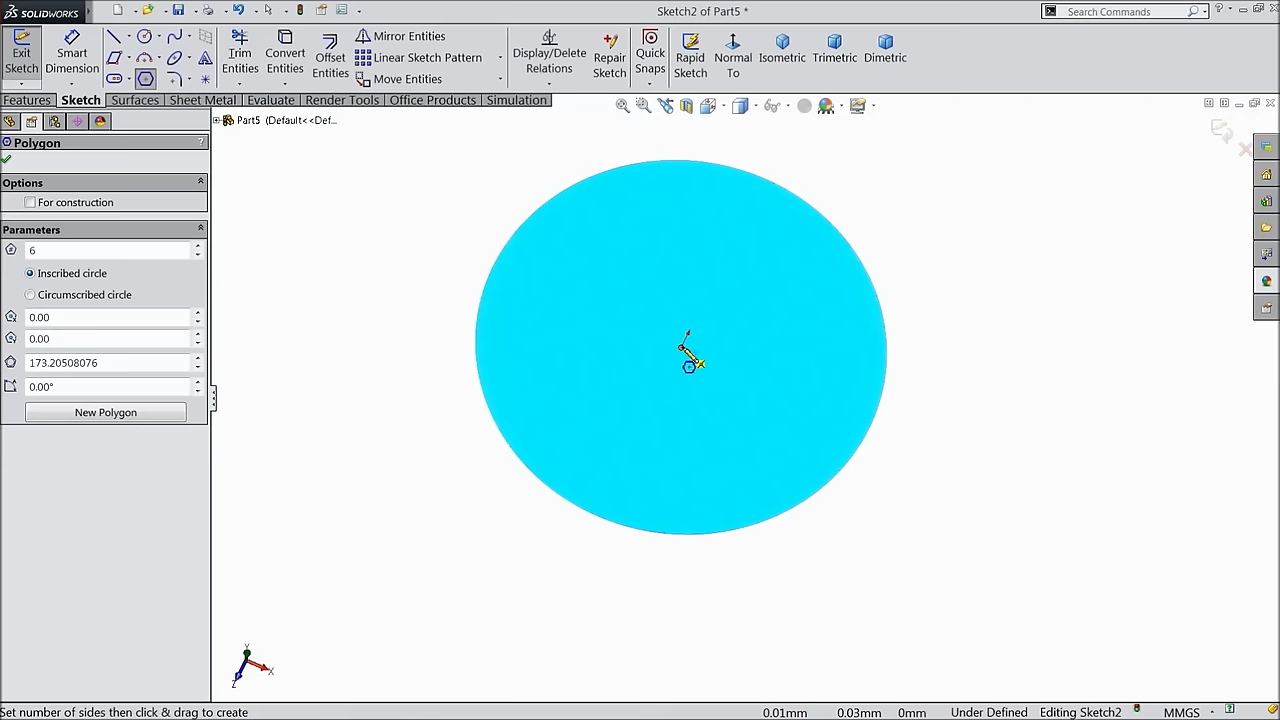 SOLIDWORKS
Sketch2 of Part5 *
Search Commands
?
Exit Sketch
Smart Dimension
Trim Entities
Convert Entities
Offset Entities
Mirror Entities
Linear Sketch Pattern
Move Entities
Display/Delete Relations
Repair Sketch
Quick Snaps
Rapid Sketch
Normal To
Isometric
Trimetric
Dimetric
Features Sketch Surfaces Sheet Metal Evaluate Render Tools Office Products Simulation
Part5 (Default<<Def...
Polygon ?
Options
For construction
Parameters
6
Inscribed circle
Circumscribed circle
0.00
0.00
173.20508076
0.00°
New Polygon
Y
X
Z
Set number of sides then click & drag to create
0.01mm 0.03mm 0mm Under Defined Editing Sketch2 MMGS ?